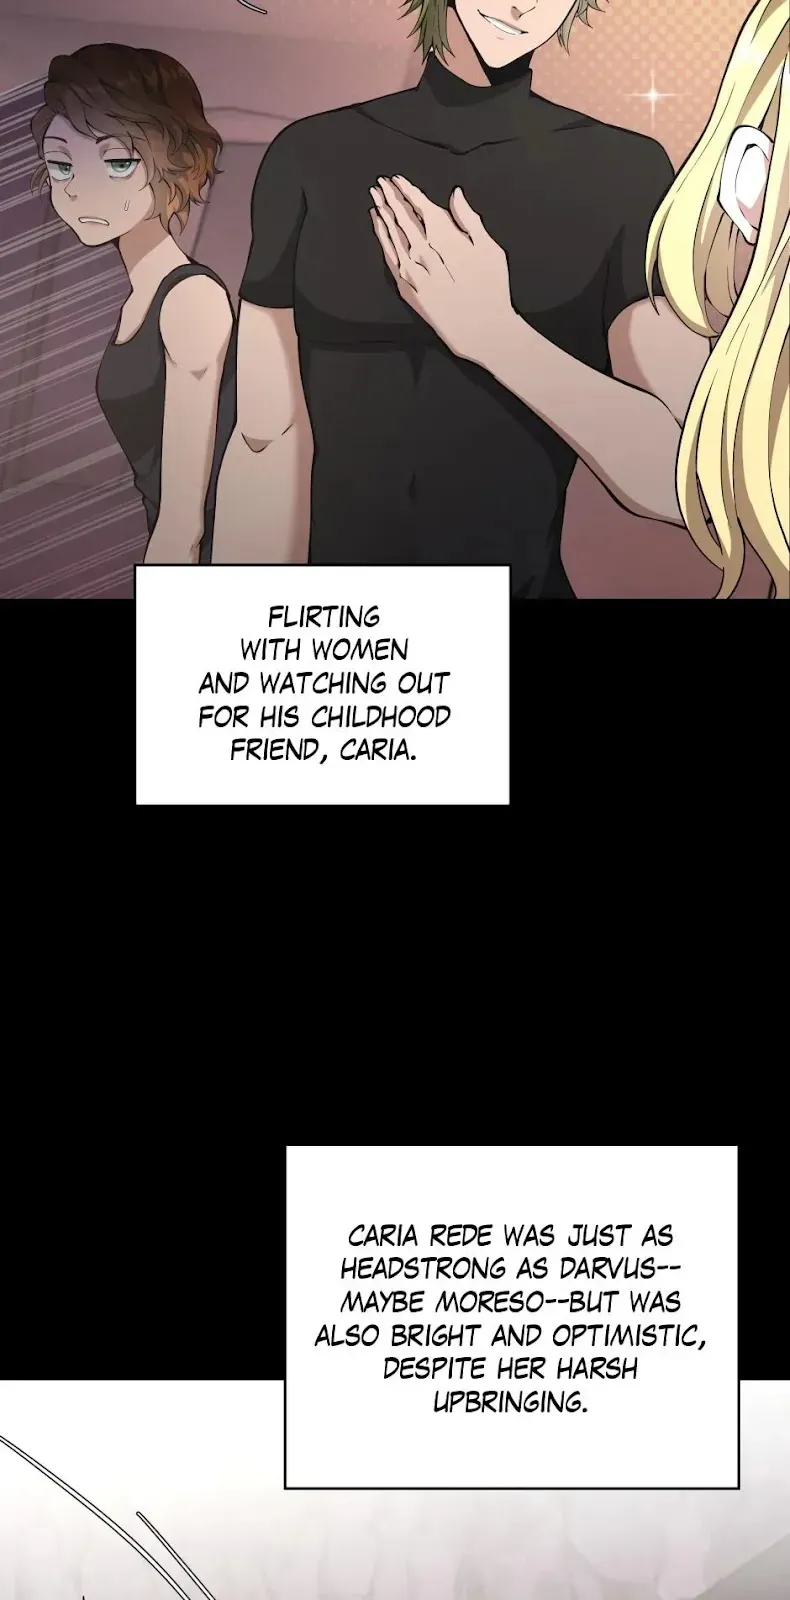 FLIRTING
WITH WOMEN
AND WATCHING OUT
FOR HIS CHILDHOOD
FRIEND, CARIA.
CARIA REDE WAS JUST AS
HEADSTRONG AS DARVUS--
MAYBE MORESO--BUT WAS
ALSO BRIGHT AND OPTIMISTIC,
DESPITE HER HARSH
UPBRINGING.